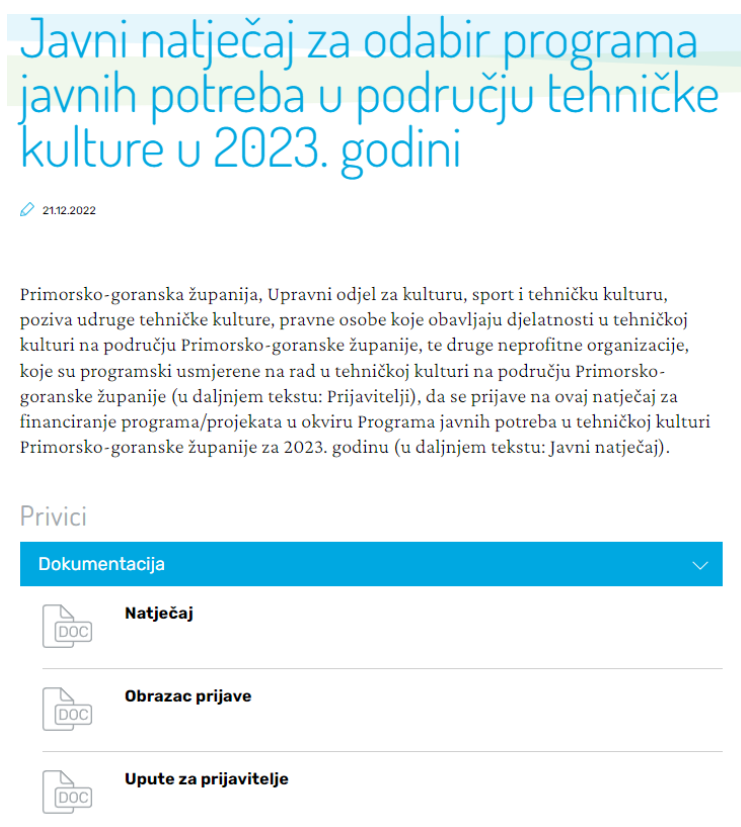 Javni natječaj za odabir programa
javnih potreba u području tehničke
kulture u 2023. godini
21.12.2022
Primorsko-goranska županija, Upravni odjel za kulturu, sport i tehničku kulturu,
poziva udruge tehničke kulture, pravne osobe koje obavljaju djelatnosti u tehničkoj
kulturi na području Primorsko-goranske županije, te druge neprofitne organizacije,
koje su programski usmjerene na rad u tehničkoj kulturi na području Primorsko-
goranske županije (u daljnjem tekstu: Prijavitelji), da se prijave na ovaj natječaj za
financiranje programa/projekata u okviru Programa javnih potreba u tehničkoj kulturi
Primorsko-goranske županije za 2023. godinu (u daljnjem tekstu: Javni natječaj).
Privici
Dokumentacija
Natječaj
DOC
Obrazac prijave
DOC
Upute za prijavitelje
DOC